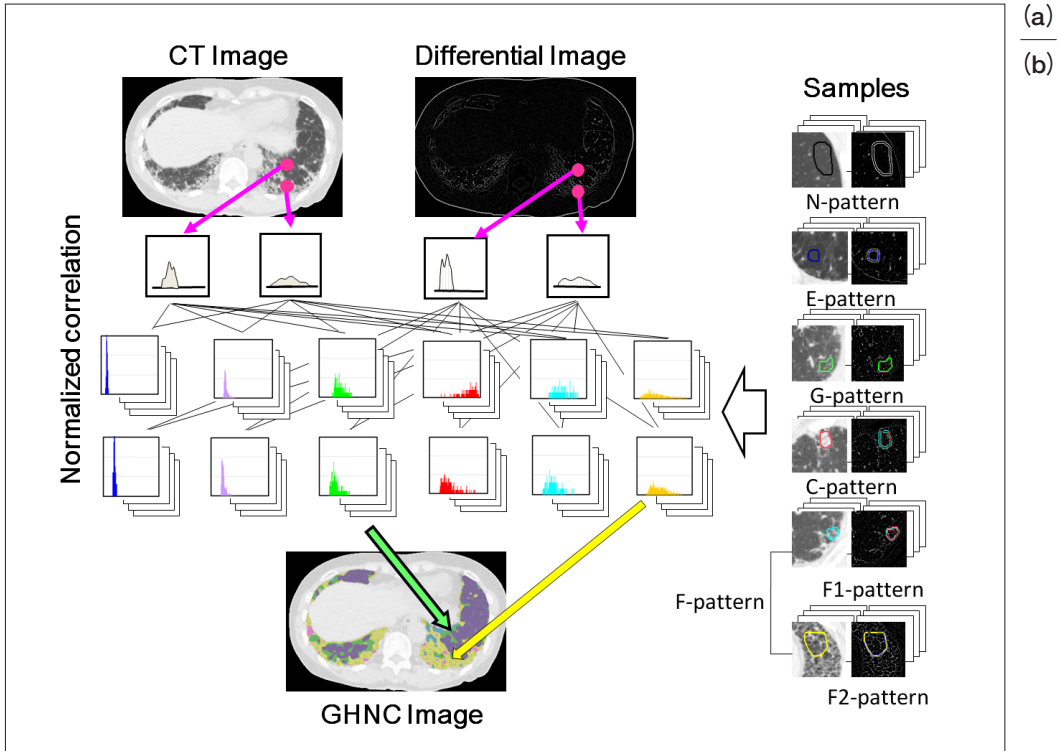 (a)
(b)
CT Image
Differential Image
Samples
N-pattern
E-pattern
G-pattern
C-pattern
F-pattern
F1-pattern
F2-pattern
Normalized correlation
GHNC Image